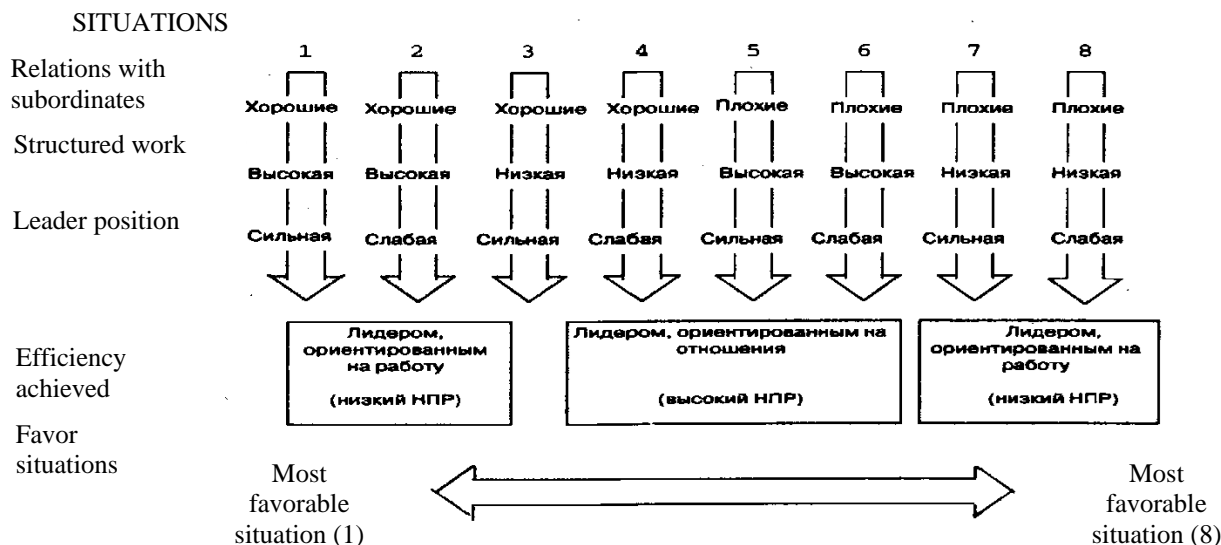 SITUATIONS
1 2 3 4 5 6 7 8
Relations with
subordinates
Хорошие Хорошие Хорошие Хорошие Плохие Плохие Плохие Плохие
Structured work
Высокая Высокая Низкая Низкая Высокая Высокая Низкая Низкая
Leader position
Сильная Слабая Сильная Слабая Сильная Слабая Сильная Слабая
Efficiency
achieved
Лидером,
ориентированным
на работу
(низкий НПР)
Лидером, ориентированным на
отношения
(высокий НПР)
Лидером,
ориентированным на
работу
(низкий НПР)
Favor
situations
Most
favorable
situation (1)
Most
favorable
situation (8)